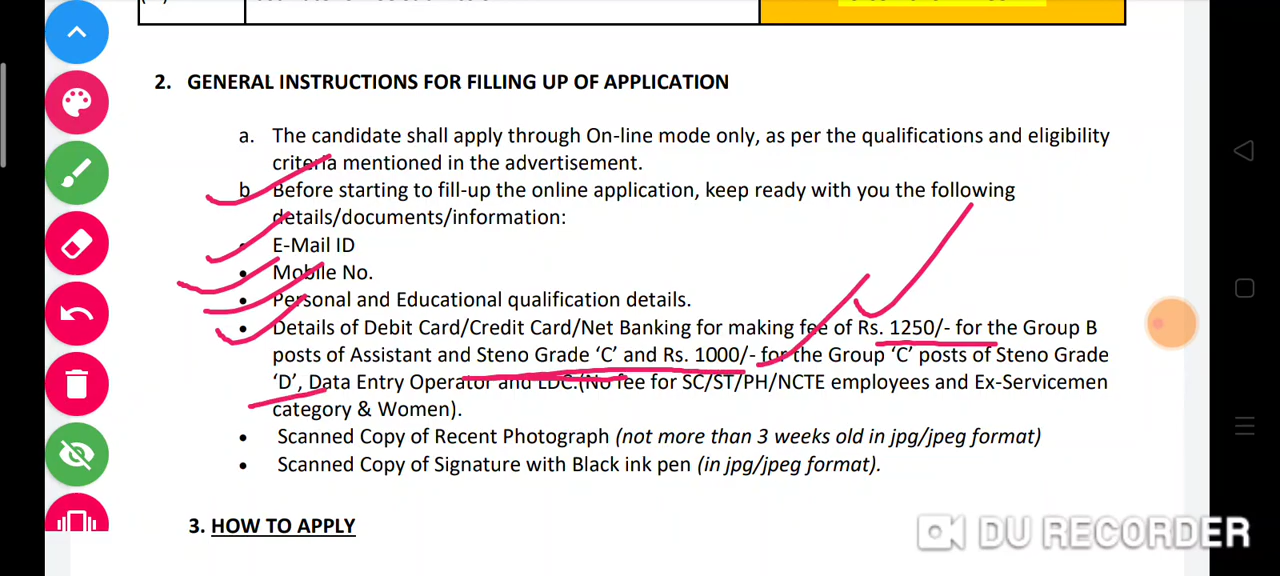 2. GENERAL INSTRUCTIONS FOR FILLING UP OF APPLICATION
a. The candidate shall apply through On-line mode only, as per the qualifications and eligibility
criteria mentioned in the advertisement.
b. Before starting to fill-up the online application, keep ready with you the following
details/documents/information:
• E-Mail ID
• Mobile No.
• Personal and Educational qualification details.
• Details of Debit Card/Credit Card/Net Banking for making fee of Rs. 1250/- for the Group B
posts of Assistant and Steno Grade ‘C’ and Rs. 1000/- for the Group ‘C’ posts of Steno Grade
‘D’, Data Entry Operator and LDC.(No fee for SC/ST/PH/NCTE employees and Ex-Servicemen
category & Women).
• Scanned Copy of Recent Photograph (not more than 3 weeks old in jpg/jpeg format)
• Scanned Copy of Signature with Black ink pen (in jpg/jpeg format).
3. HOW TO APPLY
DU RECORDER